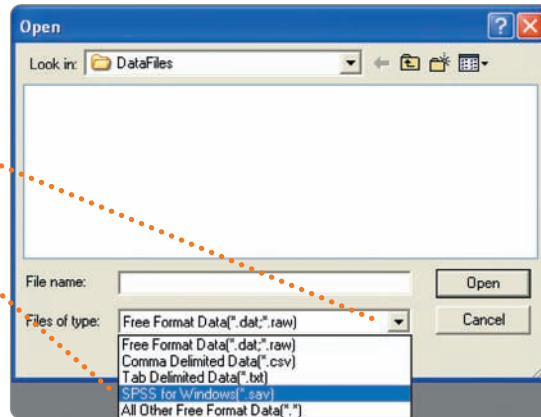 Open
Look in: DataFiles
File name:
Open
Files of type: Free Format Data(*.dat;*.raw)
Cancel
Free Format Data(*.dat;*.raw)
Comma Delimited Data(*.csv)
Tab Delimited Data(*.txt)
SPSS for Windows(*.sav)
All Other Free Format Data(*.*)